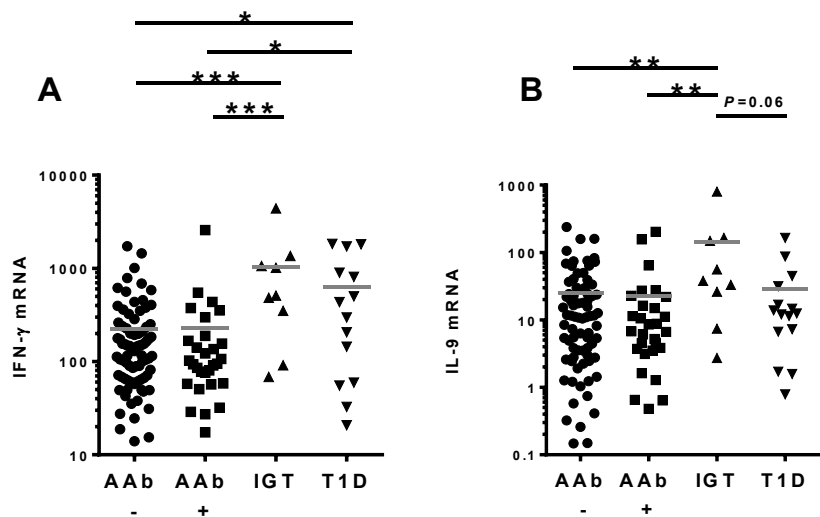 *
*
***
***
A
IFN-γ mRNA
10000
1000
100
10
AAb AAb IGT T1D
- +
**
**
P=0.06
B
IL-9 mRNA
1000
100
10
1
0.1
AAb AAb IGT T1D
- +